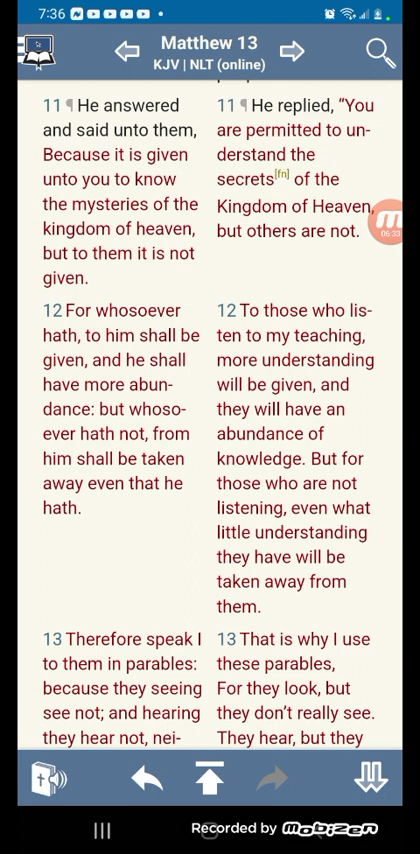 7:36
Matthew 13
KJV | NLT (online)
11 ¶ He answered
and said unto them,
Because it is given
unto you to know
the mysteries of the
kingdom of heaven,
but to them it is not
given.
11 ¶ He replied, “You
are permitted to un-
derstand the
secrets[fn] of the
Kingdom of Heaven,
but others are not.
06:33
12 For whosoever
hath, to him shall be
given, and he shall
have more abun-
dance: but whoso-
ever hath not, from
him shall be taken
away even that he
hath.
12 To those who lis-
ten to my teaching,
more understanding
will be given, and
they will have an
abundance of
knowledge. But for
those who are not
listening, even what
little understanding
they have will be
taken away from
them.
13 Therefore speak I
to them in parables:
because they seeing
see not; and hearing
they hear not, nei-
13 That is why I use
these parables,
For they look, but
they don’t really see.
They hear, but they
Recorded by mobizen